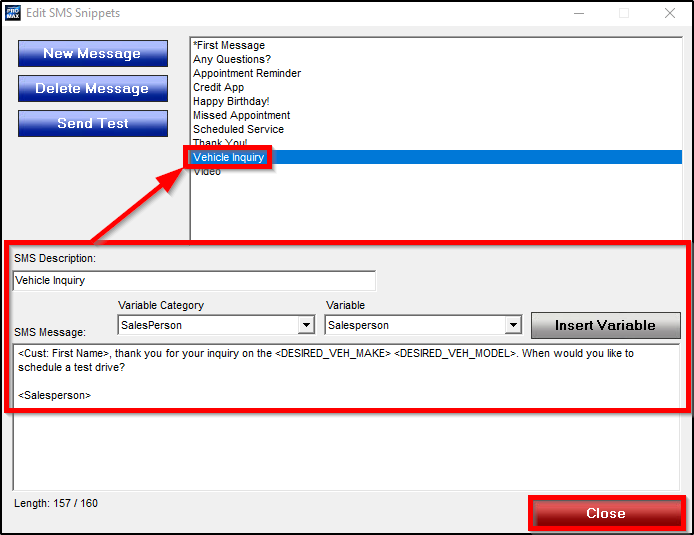 PRO
MAX
Edit SMS Snippets
New Message
Delete Message
Send Test
*First Message
Any Questions?
Appointment Reminder
Credit App
Happy Birthday!
Missed Appointment
Scheduled Service
Thank You!
Vehicle Inquiry
Video
SMS Description:
Vehicle Inquiry
Variable Category
Variable
SMS Message:
SalesPerson
Salesperson
Insert Variable
<Cust: First Name>, thank you for your inquiry on the <DESIRED_VEH_MAKE> <DESIRED_VEH_MODEL>. When would you like to
schedule a test drive?
<Salesperson>
Length: 157 / 160
Close